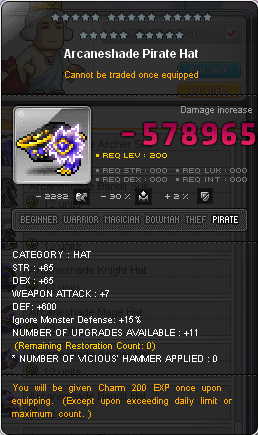 Arcaneshade Pirate Hat
Cannot be traded once equipped
Damage increase
-578965
REQ LEV : 200
REQ STR : 000 REQ LUK : 000
REQ DEX : 000 REQ INT : 000
- 2282 - 30 % + 2 %
BEGINNER WARRIOR MAGICIAN BOWMAN THIEF PIRATE
CATEGORY : HAT
STR : +65
DEX : +65
WEAPON ATTACK : +7
DEF: +600
Ignore Monster Defense: +15%
NUMBER OF UPGRADES AVAILABLE : +11
(Remaining Restoration Count: 0)
* NUMBER OF VICIOUS' HAMMER APPLIED : 0
You will be given Charm 200 EXP once upon
equipping. (Except upon exceeding daily limit or
maximum count. )